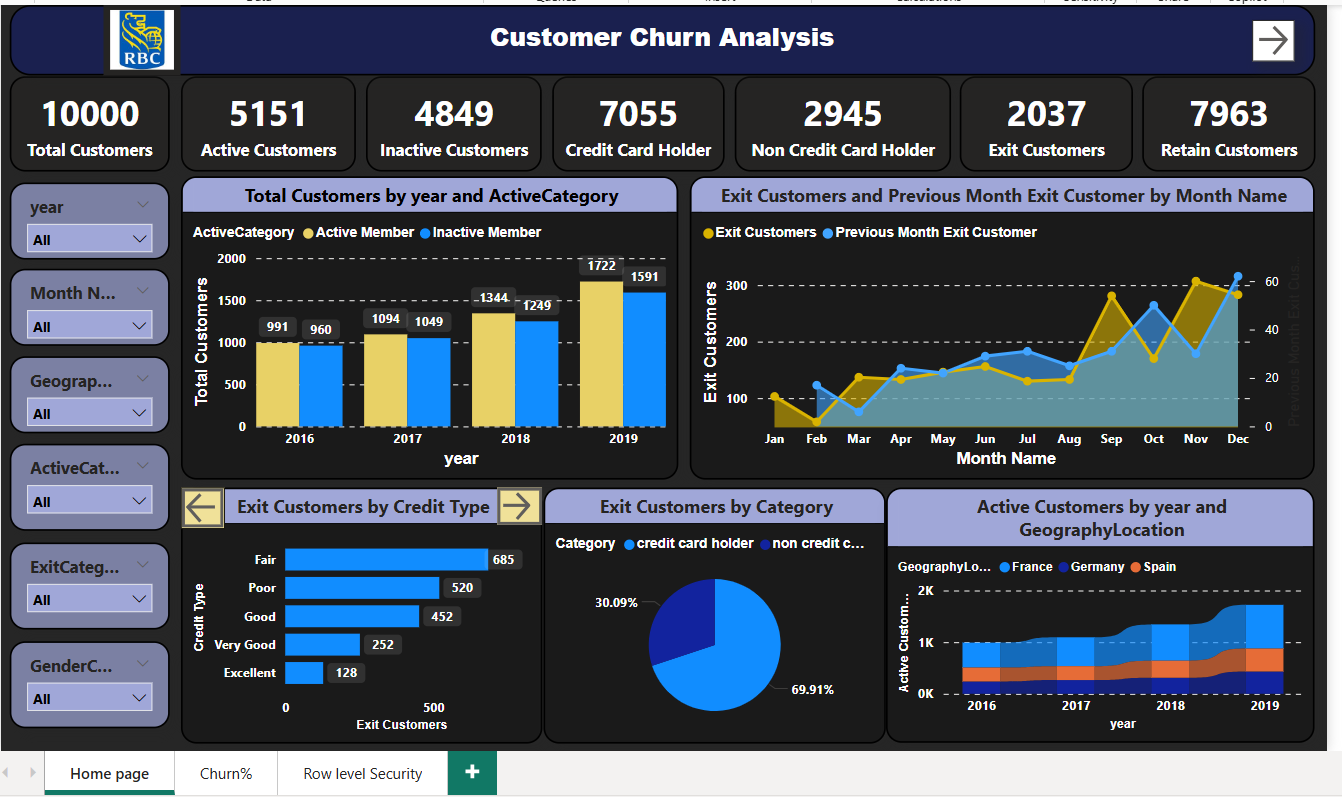 RBC
Customer Churn Analysis
10000
Total Customers
5151
Active Customers
4849
Inactive Customers
7055
Credit Card Holder
2945
Non Credit Card Holder
2037
Exit Customers
7963
Retain Customers
year
All
Month N...
All
Geograp...
All
ActiveCat...
All
ExitCateg...
All
GenderC...
All
Total Customers by year and ActiveCategory
ActiveCategory Active Member Inactive Member
Total Customers
2000
1500
1000
500
0
991
960
1094
1049
1344
1249
1722
1591
2016 2017 2018 2019
year
Exit Customers and Previous Month Exit Customer by Month Name
Exit Customers Previous Month Exit Customer
Exit Customers
300
200
100
60
40
20
0
Previous Month Exit Cus...
Jan Feb Mar Apr May Jun Jul Aug Sep Oct Nov Dec
Month Name
Exit Customers by Credit Type
Credit Type
Fair 685
Poor 520
Good 452
Very Good 252
Excellent 128
0 500
Exit Customers
Exit Customers by Category
Category credit card holder non credit c...
30.09%
69.91%
Active Customers by year and
GeographyLocation
GeographyLo... France Germany Spain
Active Custom...
2K
1K
0K
2016 2017 2018 2019
year
Home page Churn% Row level Security